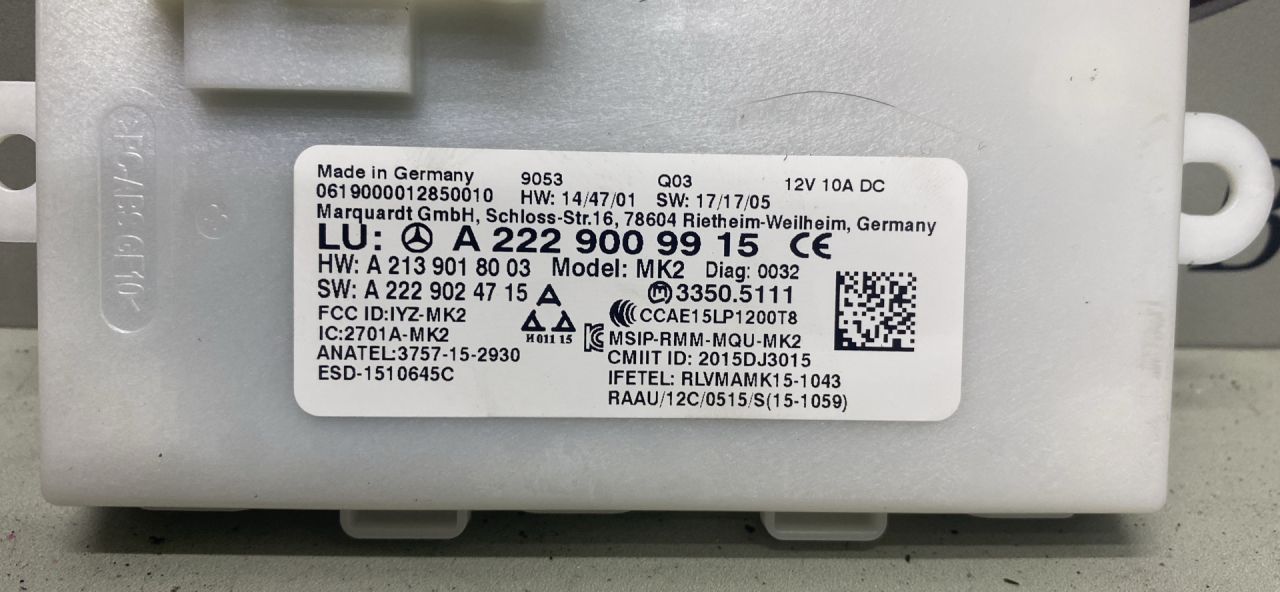 Made in Germany 9053 Q03 12V 10A DC
0619000012850010 HW: 14/47/01 SW: 17/17/05
Marquardt GmbH, Schloss-Str.16, 78604 Rietheim-Weilheim, Germany
LU: A 222 900 99 15 CE
HW: A 213 901 80 03 Model: MK2 Diag: 0032
SW: A 222 902 47 15 3350.5111
FCC ID:IYZ-MK2 CCAE15LP1200T8
IC:2701A-MK2 И 011 15 MSIP-RMM-MQU-MK2
ANATEL:3757-15-2930 CMIIT ID: 2015DJ3015
ESD-1510645C IFETEL: RLVMAMK15-1043
RAAU/12C/0515/S(15-1059)